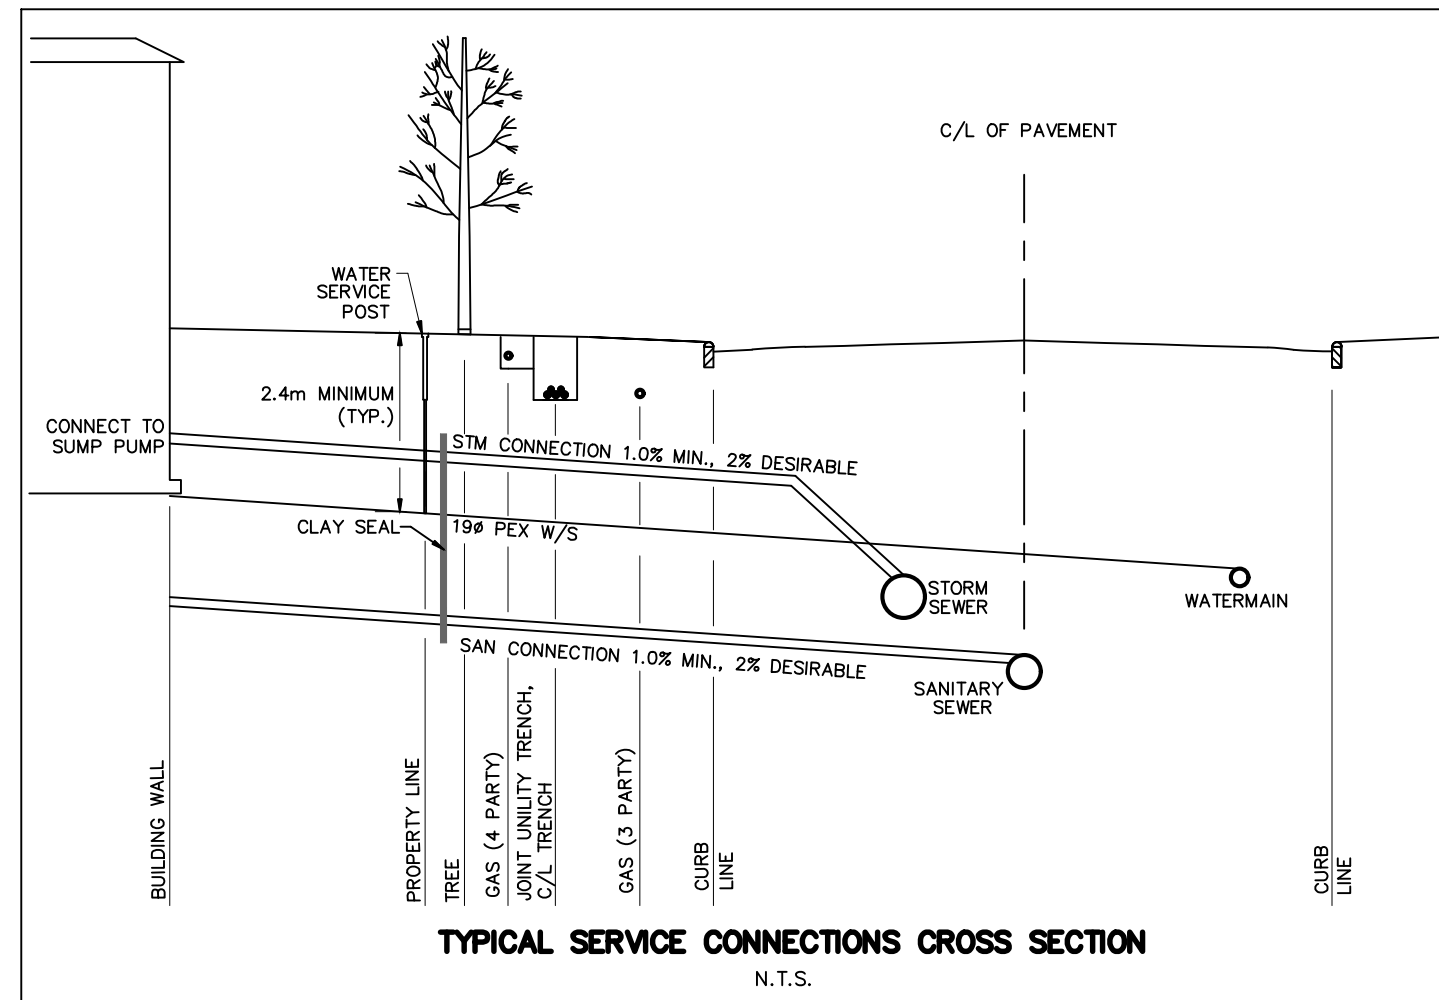 C/L OF PAVEMENT
WATER
SERVICE
POST
2.4m MINIMUM
(TYP.)
CONNECT TO
SUMP PUMP
STM CONNECTION 1.0% MIN., 2% DESIRABLE
CLAY SEAL
19ø PEX W/S
STORM
SEWER
WATERMAIN
SAN CONNECTION 1.0% MIN., 2% DESIRABLE
SANITARY
SEWER
BUILDING WALL
PROPERTY LINE
TREE
GAS (4 PARTY)
JOINT UNILITY TRENCH,
C/L TRENCH
GAS (3 PARTY)
CURB
LINE
CURB
LINE
TYPICAL SERVICE CONNECTIONS CROSS SECTION
N.T.S.